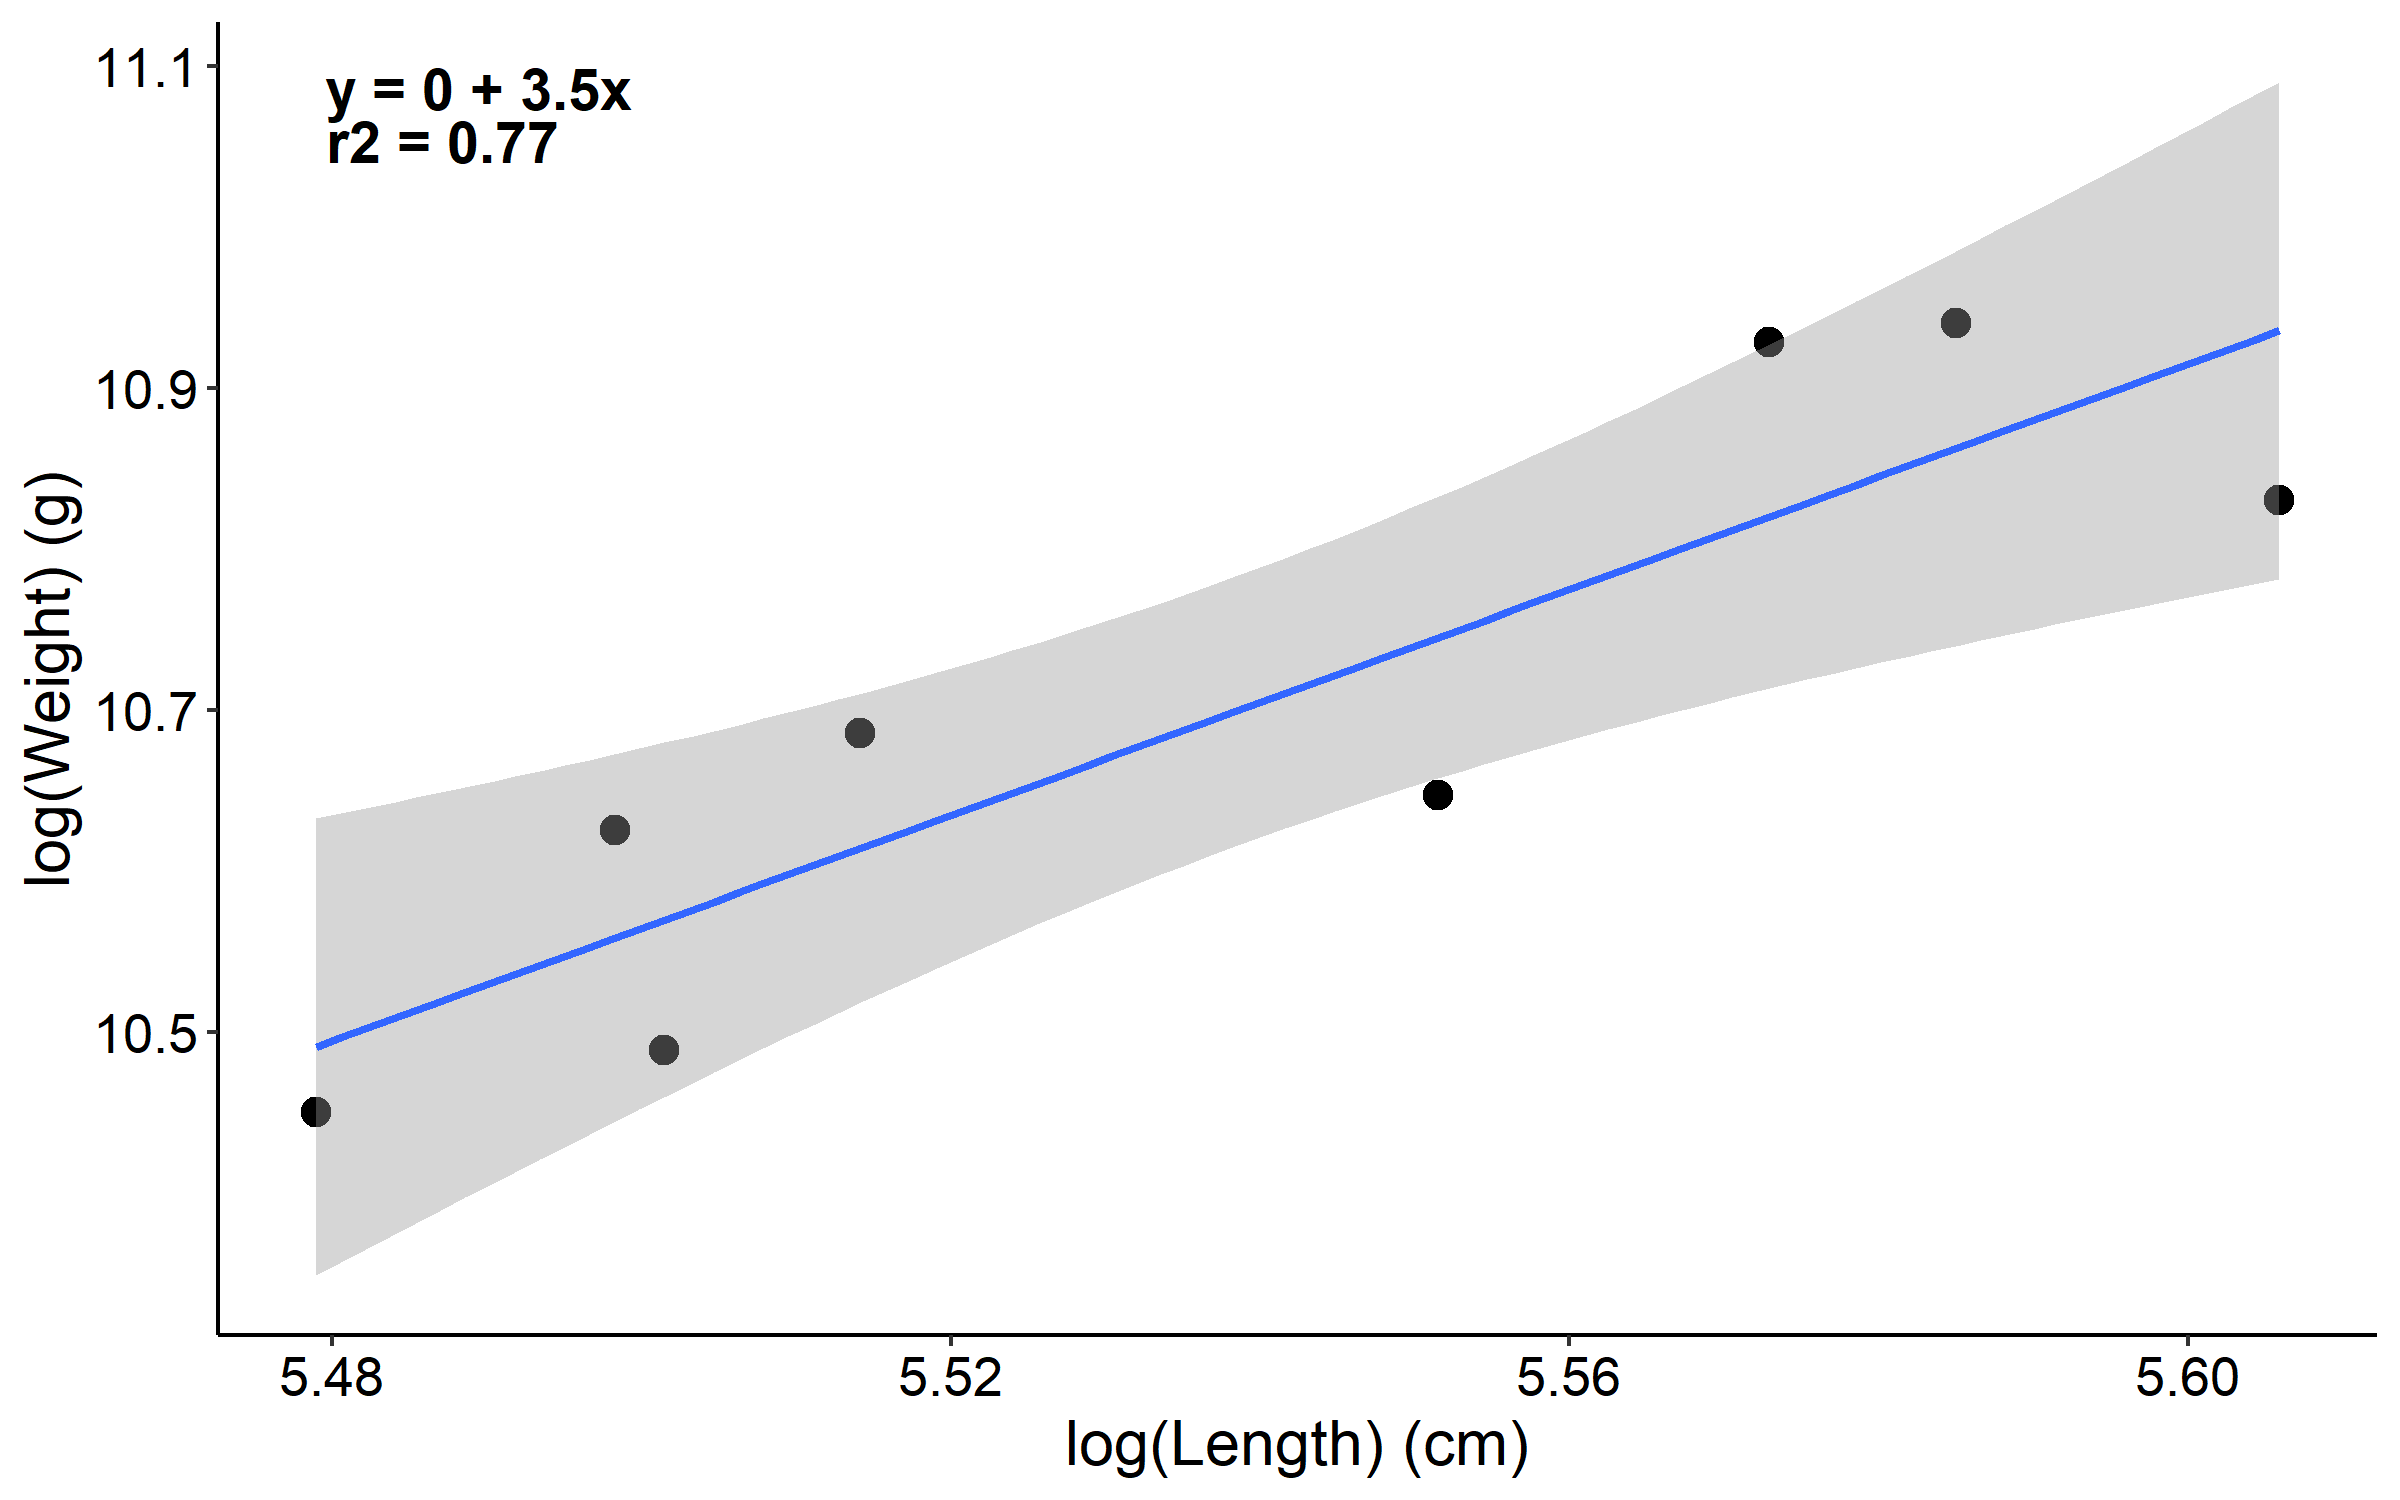 y = 0 + 3.5x
r2 = 0.77
11.1
10.9
10.7
10.5
log(Weight) (g)
5.48
5.52
5.56
5.60
log(Length) (cm)